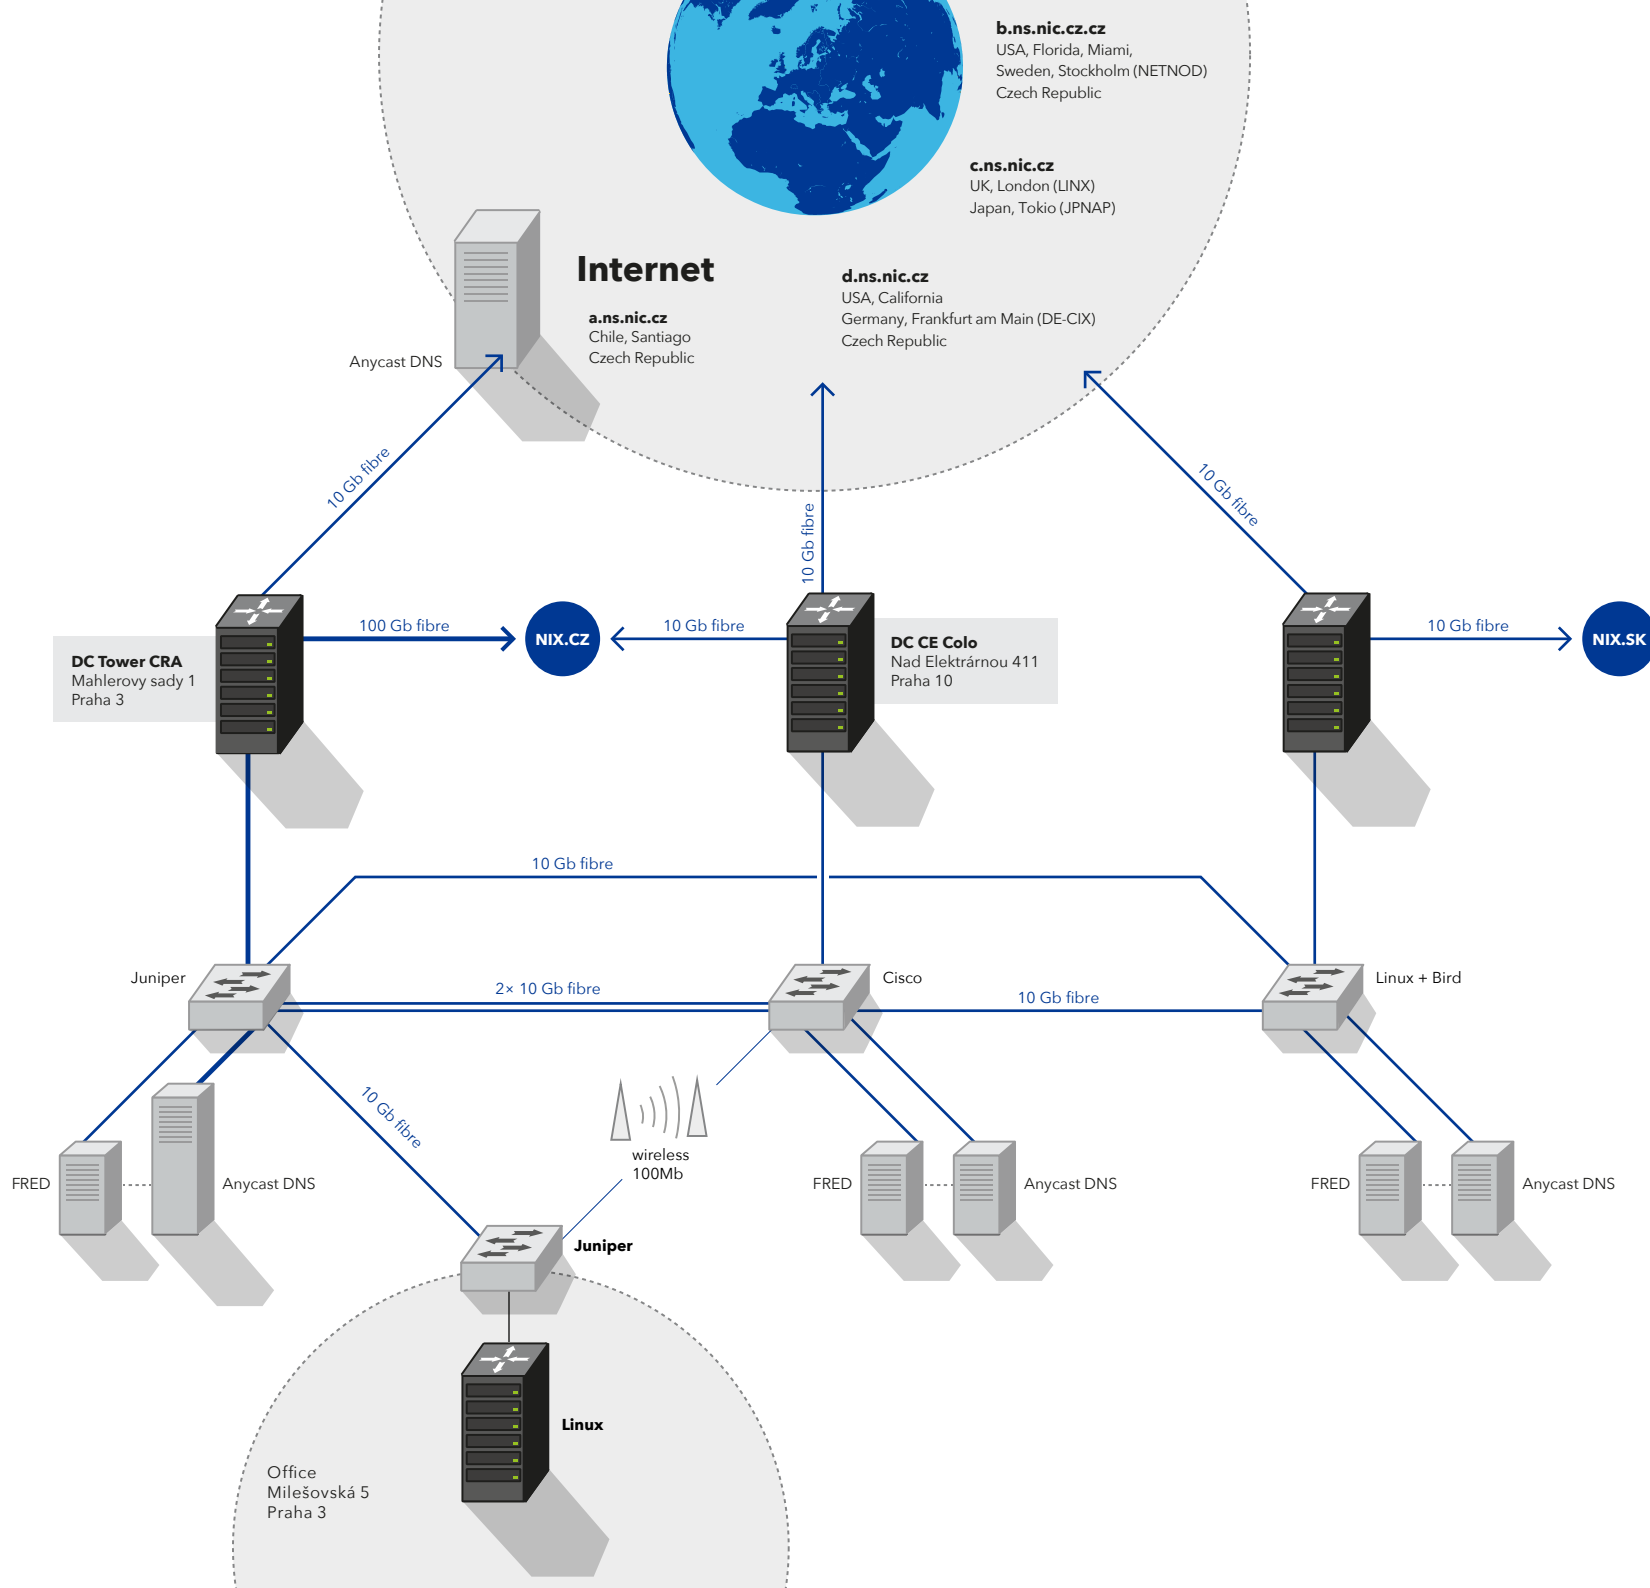 b.ns.nic.cz.cz
USA, Florida, Miami,
Sweden, Stockholm (NETNOD)
Czech Republic
c.ns.nic.cz
UK, London (LINX)
Japan, Tokio (JPNAP)
Internet
d.ns.nic.cz
USA, California
Germany, Frankfurt am Main (DE-CIX)
Czech Republic
a.ns.nic.cz
Chile, Santiago
Czech Republic
Anycast DNS
10 Gb fibre
10 Gb fibre
10 Gb fibre
100 Gb fibre
NIX.CZ
10 Gb fibre
10 Gb fibre
NIX.SK
DC Tower CRA
Mahlerovy sady 1
Praha 3
DC CE Colo
Nad Elektrárnou 411
Praha 10
10 Gb fibre
Juniper
Cisco
Linux + Bird
2× 10 Gb fibre
10 Gb fibre
10 Gb fibre
wireless
100Mb
FRED
Anycast DNS
FRED
Anycast DNS
FRED
Anycast DNS
Juniper
Linux
Office
Milešovská 5
Praha 3